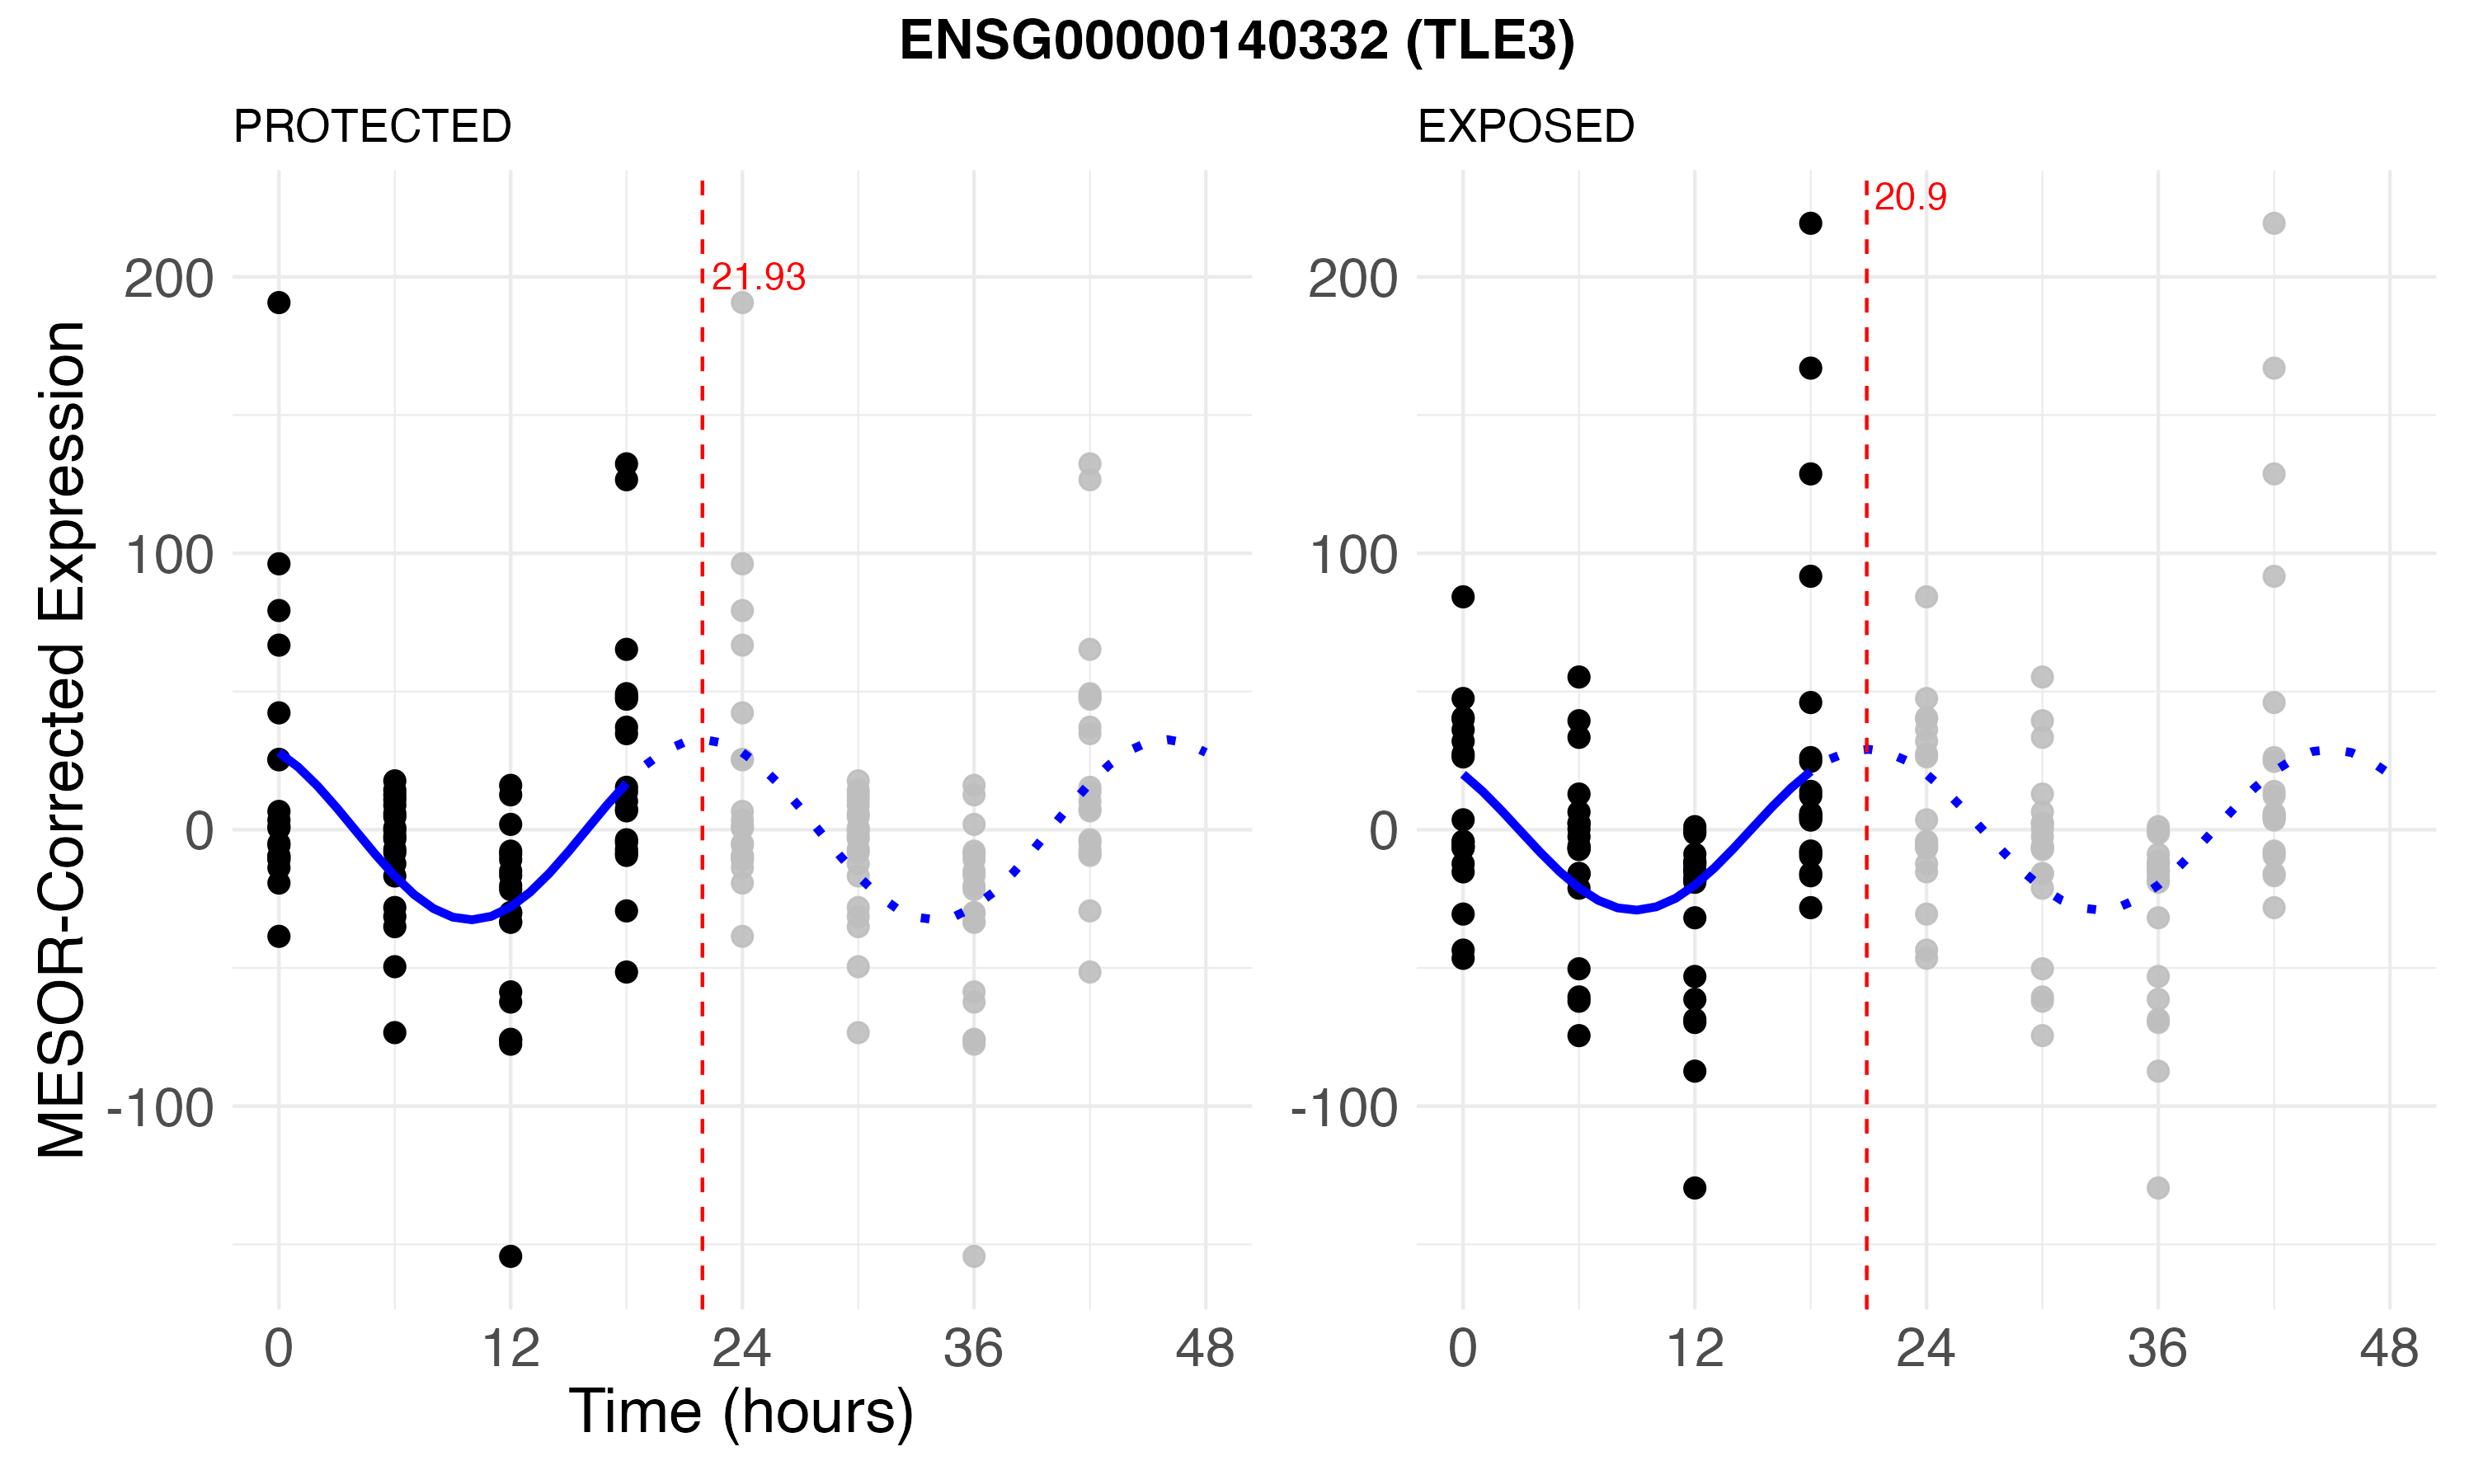 ENSG00000140332 (TLE3)
PROTECTED
EXPOSED
MESOR-Corrected Expression
200
100
0
-100
21.93
0 12 24 36 48
200
100
0
-100
20.9
0 12 24 36 48
Time (hours)